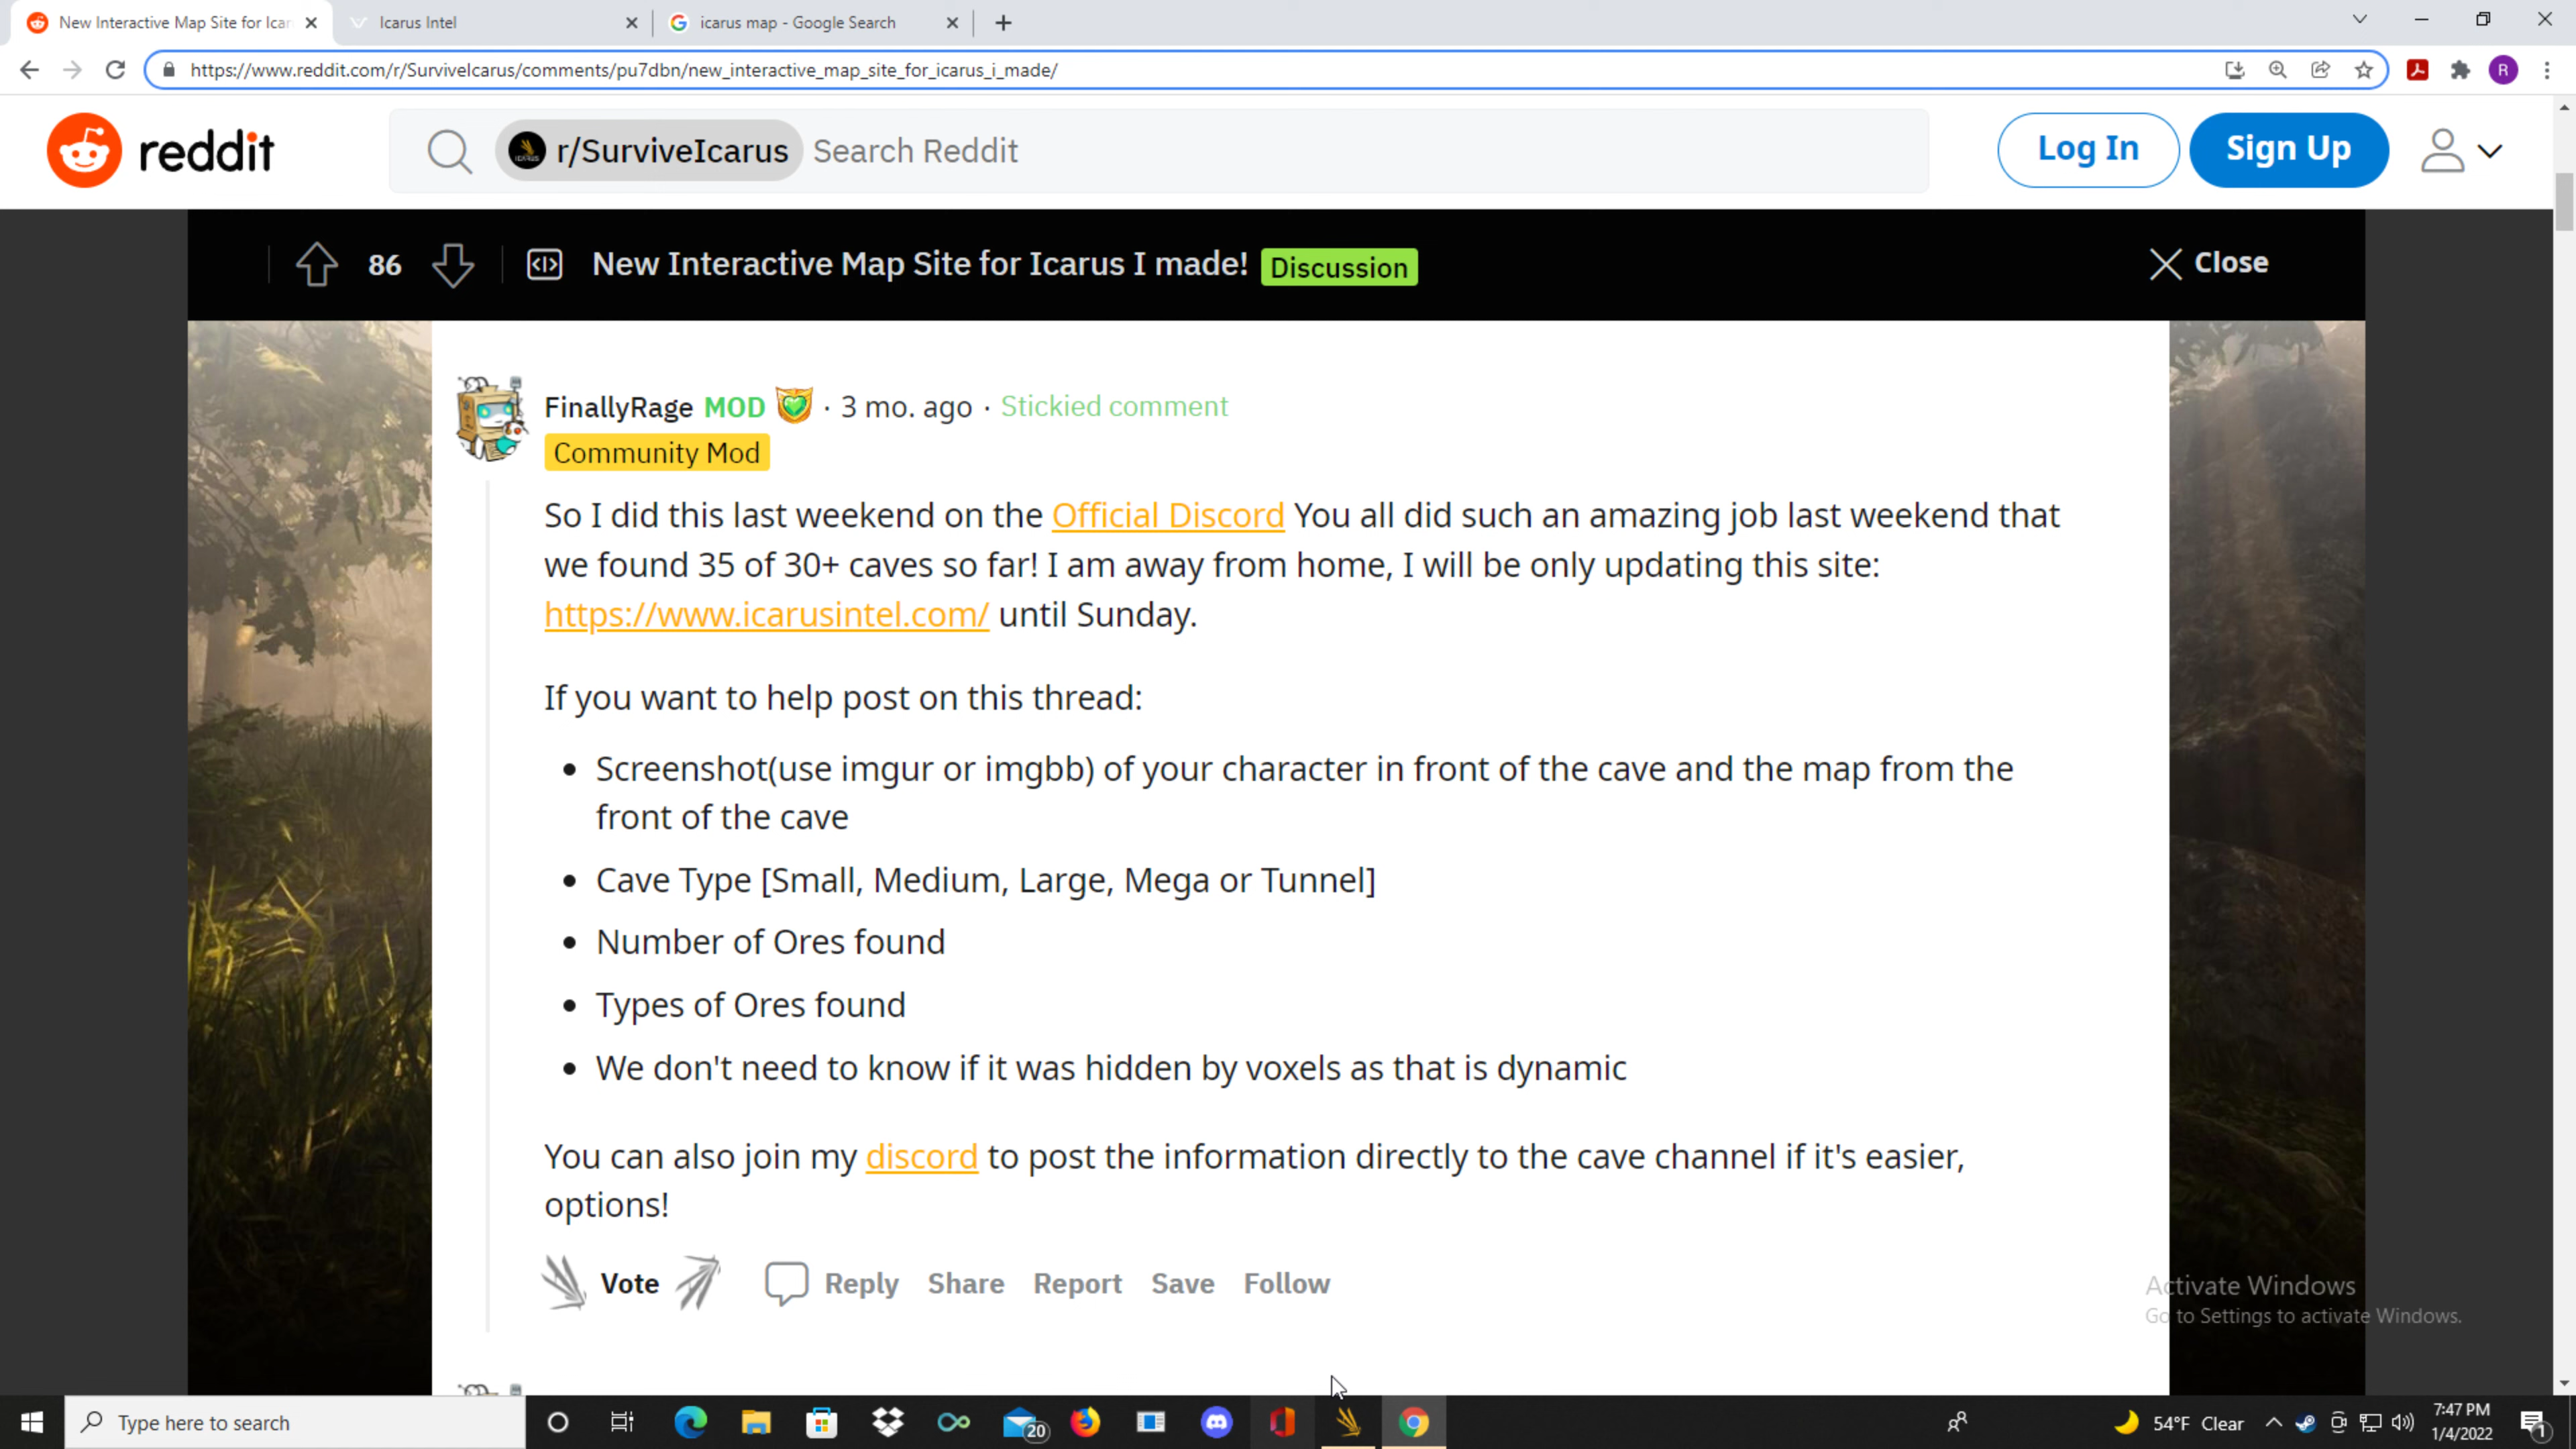 New Interactive Map Site for Icar
Icarus Intel
icarus map - Google Search
https://www.reddit.com/r/SurviveIcarus/comments/pu7dbn/new_interactive_map_site_for_icarus_i_made/
R
reddit
r/SurviveIcarus Search Reddit
Log In
Sign Up
86
New Interactive Map Site for Icarus I made! Discussion
Close
FinallyRage MOD · 3 mo. ago · Stickied comment
Community Mod
So I did this last weekend on the Official Discord You all did such an amazing job last weekend that
we found 35 of 30+ caves so far! I am away from home, I will be only updating this site:
https://www.icarusintel.com/ until Sunday.
If you want to help post on this thread:
• Screenshot(use imgur or imgbb) of your character in front of the cave and the map from the
front of the cave
• Cave Type [Small, Medium, Large, Mega or Tunnel]
• Number of Ores found
• Types of Ores found
• We don't need to know if it was hidden by voxels as that is dynamic
You can also join my discord to post the information directly to the cave channel if it's easier,
options!
Vote Reply Share Report Save Follow
Activate Windows
Go to Settings to activate Windows.
Type here to search
20
54°F Clear
7:47 PM
1/4/2022
1